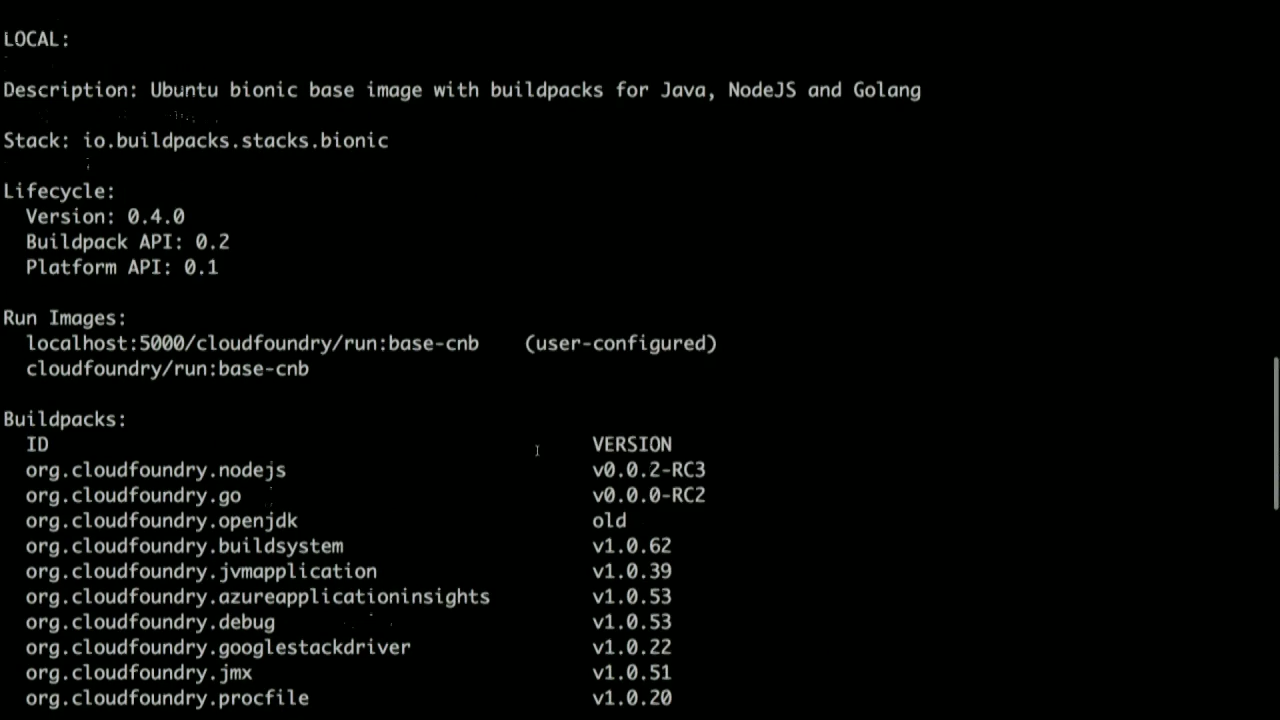 LOCAL:
Description: Ubuntu bionic base image with buildpacks for Java, NodeJS and Golang
Stack: io.buildpacks.stacks.bionic
Lifecycle:
Version: 0.4.0
Buildpack API: 0.2
Platform API: 0.1
Run Images:
localhost:5000/cloudfoundry/run:base-cnb (user-configured)
cloudfoundry/run:base-cnb
Buildpacks:
ID VERSION
org.cloudfoundry.nodejs v0.0.2-RC3
org.cloudfoundry.go v0.0.0-RC2
org.cloudfoundry.openjdk old
org.cloudfoundry.buildsystem v1.0.62
org.cloudfoundry.jvmapplication v1.0.39
org.cloudfoundry.azureapplicationinsights v1.0.53
org.cloudfoundry.debug v1.0.53
org.cloudfoundry.googlestackdriver v1.0.22
org.cloudfoundry.jmx v1.0.51
org.cloudfoundry.procfile v1.0.20